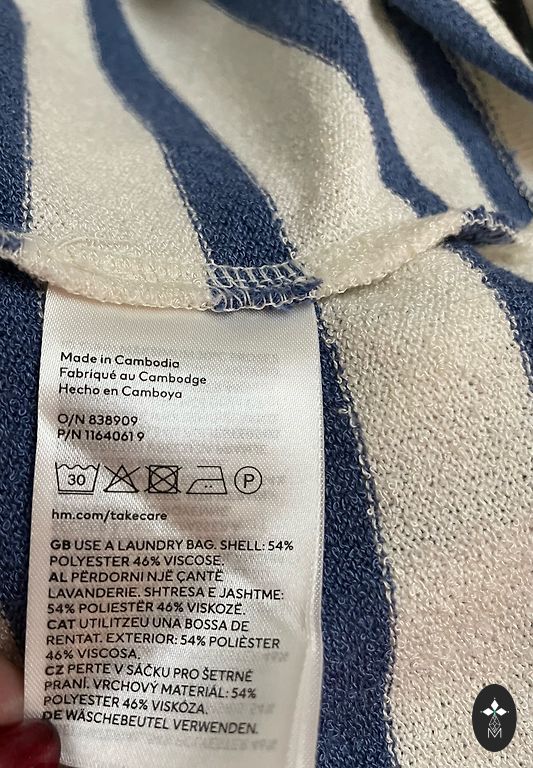 Made in Cambodia
Fabriqué au Cambodge
Hecho en Camboya
O/N 838909
P/N 1164061 9
30 P
hm.com/takecare
GB USE A LAUNDRY BAG. SHELL: 54%
POLYESTER 46% VISCOSE.
AL PËRDORNI NJË ÇANTË
LAVANDERIE. SHTRESA E JASHTME:
54% POLIESTËR 46% VISKOZË.
CAT UTILITZEU UNA BOSSA DE
RENTAT. EXTERIOR: 54% POLIÈSTER
46% VISCOSA.
CZ PERTE V SÁČKU PRO ŠETRNÉ
PRANÍ. VRCHOVÝ MATERIÁL: 54%
POLYESTER 46% VISKÓZA.
DE WÄSCHEBEUTEL VERWENDEN.